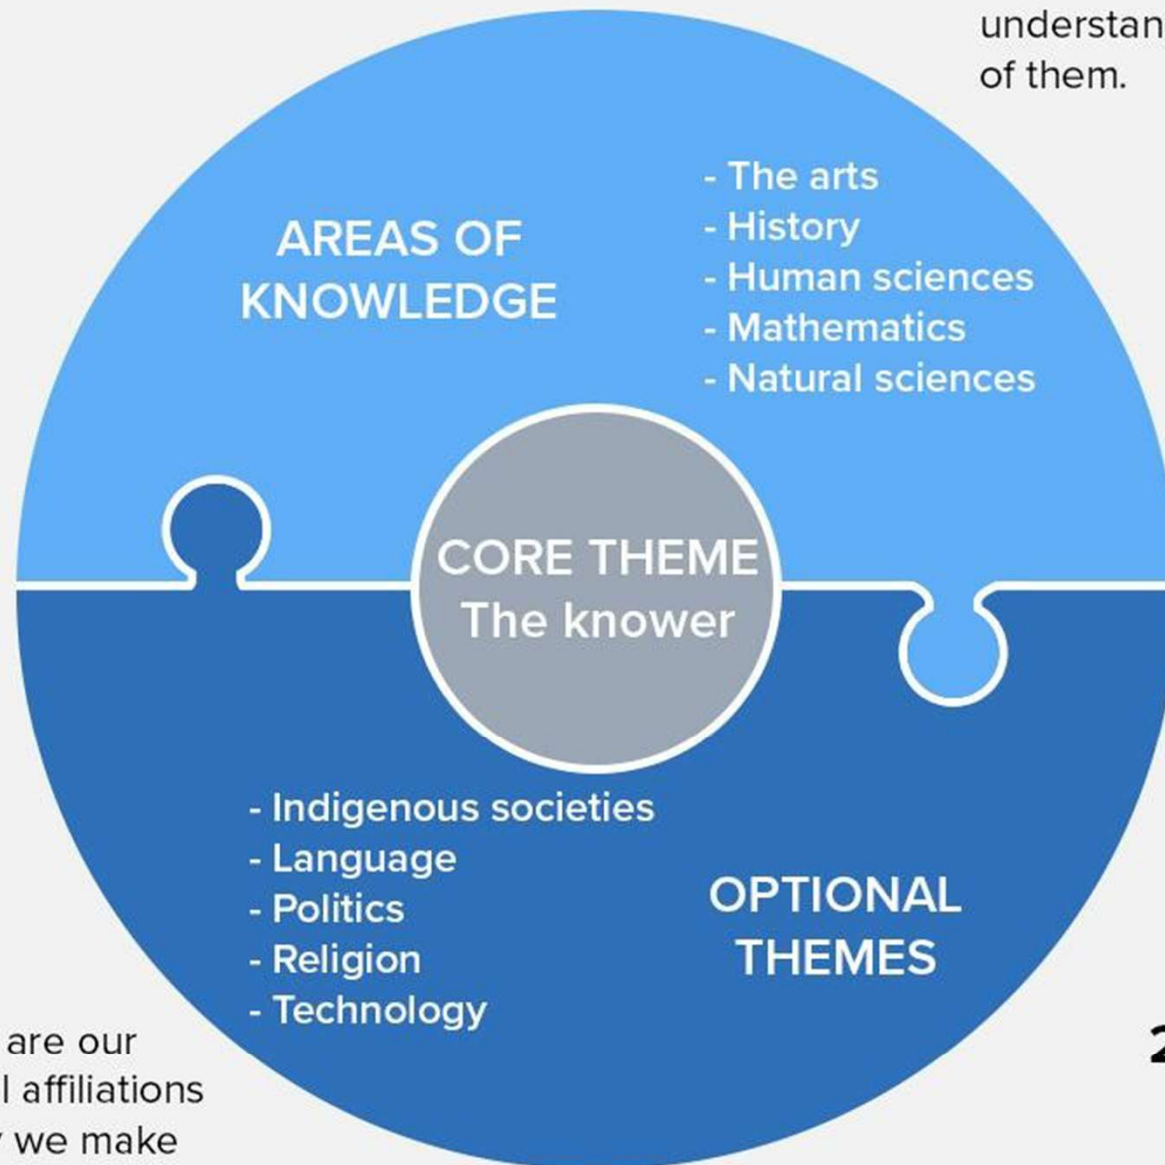 understan
of them.
AREAS OF
KNOWLEDGE
- The arts
- History
- Human sciences
- Mathematics
- Natural sciences
CORE THEME
The knower
- Indigenous societies
- Language
- Politics
- Religion
- Technology
OPTIONAL
THEMES
are our
l affiliations
we make
2